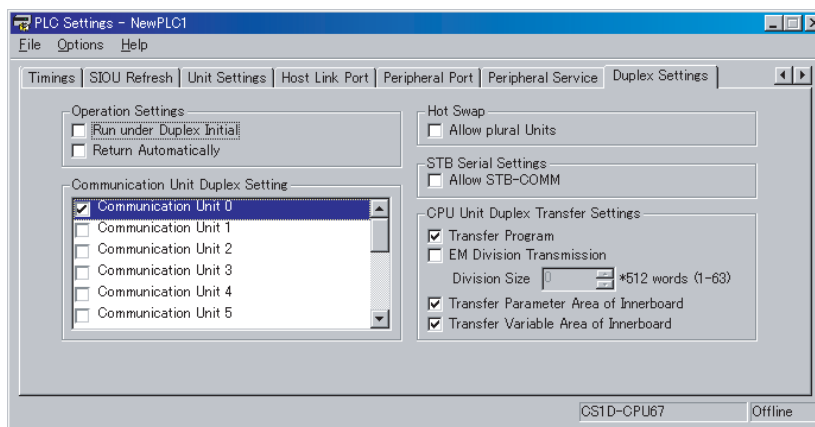 PLC Settings - NewPLC1
File Options Help
Timings SIOU Refresh Unit Settings Host Link Port Peripheral Port Peripheral Service Duplex Settings
Operation Settings
Run under Duplex Initial
Return Automatically
Communication Unit Duplex Setting
Communication Unit 0
Communication Unit 1
Communication Unit 2
Communication Unit 3
Communication Unit 4
Communication Unit 5
Hot Swap
Allow plural Units
STB Serial Settings
Allow STB-COMM
CPU Unit Duplex Transfer Settings
Transfer Program
EM Division Transmission
Division Size 0 *512 words (1-63)
Transfer Parameter Area of Innerboard
Transfer Variable Area of Innerboard
CS1D-CPU67 Offline